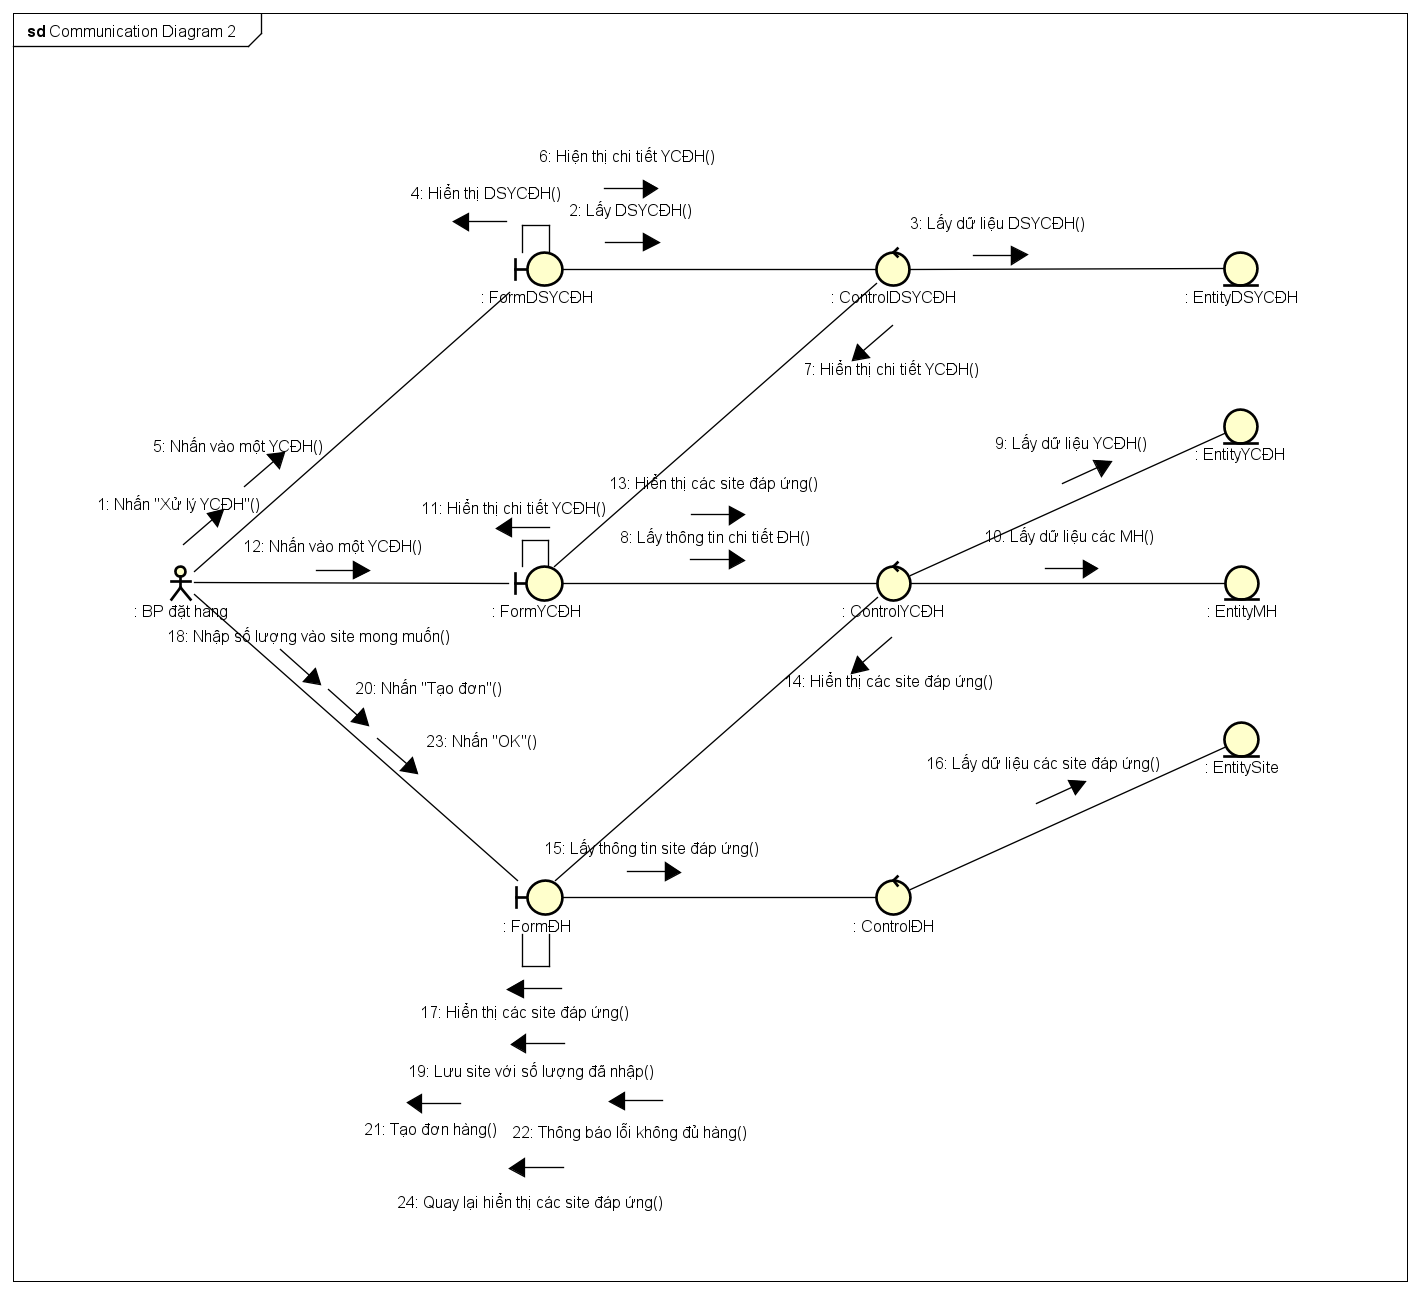 sd Communication Diagram 2
6: Hiện thị chi tiết YCĐH()
4: Hiển thị DSYCĐH()
2: Lấy DSYCĐH()
3: Lấy dữ liệu DSYCĐH()
: FormDSYCĐH
: ControlDSYCĐH
: EntityDSYCĐH
7: Hiển thị chi tiết YCĐH()
5: Nhấn vào một YCĐH()
9: Lấy dữ liệu YCĐH()
: EntityYCĐH
13: Hiển thị các site đáp ứng()
1: Nhấn "Xử lý YCĐH"()
11: Hiển thị chi tiết YCĐH()
8: Lấy thông tin chi tiết ĐH()
10: Lấy dữ liệu các MH()
12: Nhấn vào một YCĐH()
: BP đặt hàng
: FormYCĐH
: ControlYCĐH
: EntityMH
18: Nhập số lượng vào site mong muốn()
14: Hiển thị các site đáp ứng()
20: Nhấn "Tạo đơn"()
23: Nhấn "OK"()
16: Lấy dữ liệu các site đáp ứng()
: EntitySite
15: Lấy thông tin site đáp ứng()
: FormĐH
: ControlĐH
17: Hiển thị các site đáp ứng()
19: Lưu site với số lượng đã nhập()
21: Tạo đơn hàng()
22: Thông báo lỗi không đủ hàng()
24: Quay lại hiển thị các site đáp ứng()